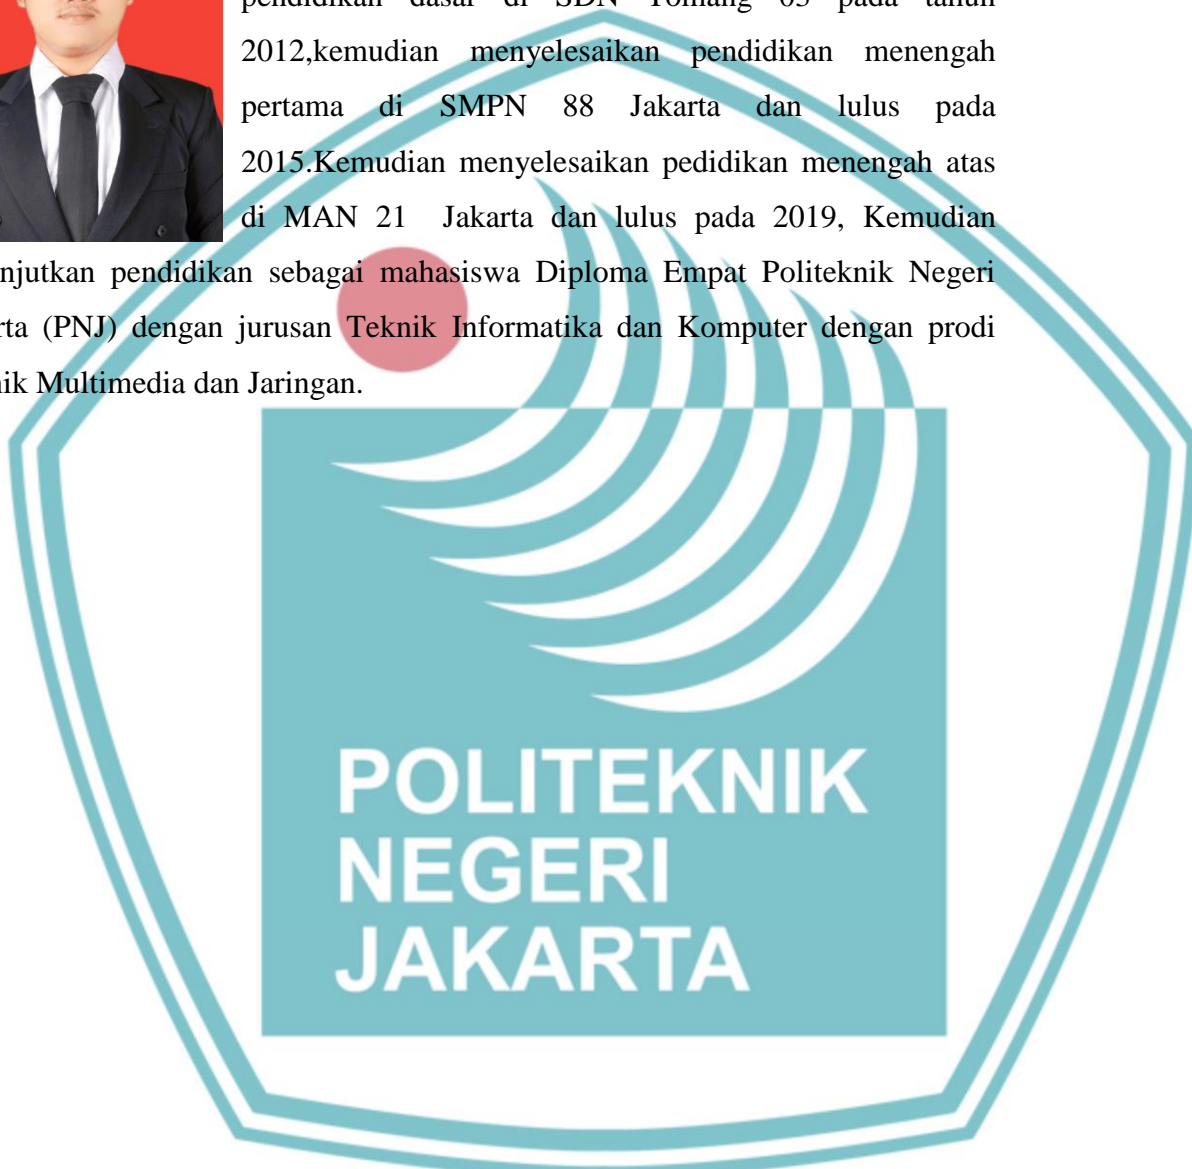 pendidikan dasar di SDN Tomang 03 pada tahun
2012,kemudian menyelesaikan pendidikan menengah
pertama di SMPN 88 Jakarta dan lulus pada
2015.Kemudian menyelesaikan pedidikan menengah atas
di MAN 21 Jakarta dan lulus pada 2019, Kemudian
njutkan pendidikan sebagai mahasiswa Diploma Empat Politeknik Negeri
rta (PNJ) dengan jurusan Teknik Informatika dan Komputer dengan prodi
nik Multimedia dan Jaringan.
POLITEKNIK
NEGERI
JAKARTA